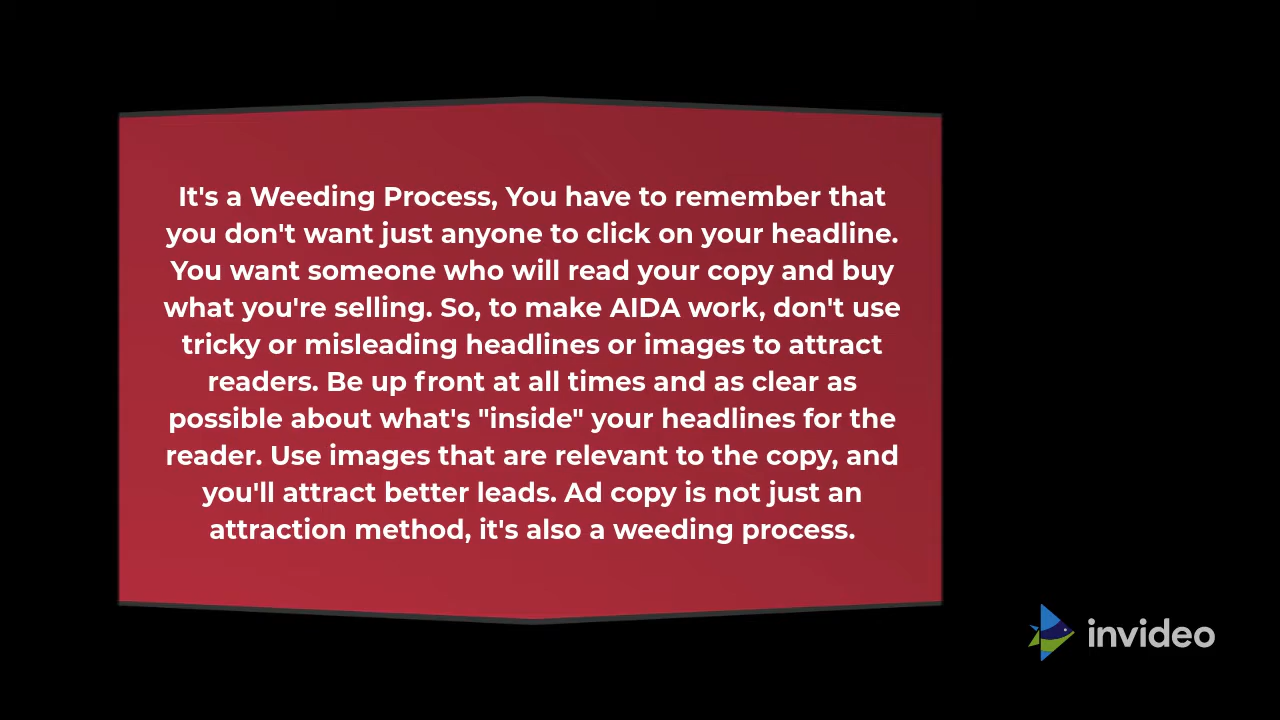 It's a Weeding Process, You have to remember that
you don't want just anyone to click on your headline.
You want someone who will read your copy and buy
what you're selling. So, to make AIDA work, don't use
tricky or misleading headlines or images to attract
readers. Be up front at all times and as clear as
possible about what's "inside" your headlines for the
reader. Use images that are relevant to the copy, and
you'll attract better leads. Ad copy is not just an
attraction method, it's also a weeding process.
invideo